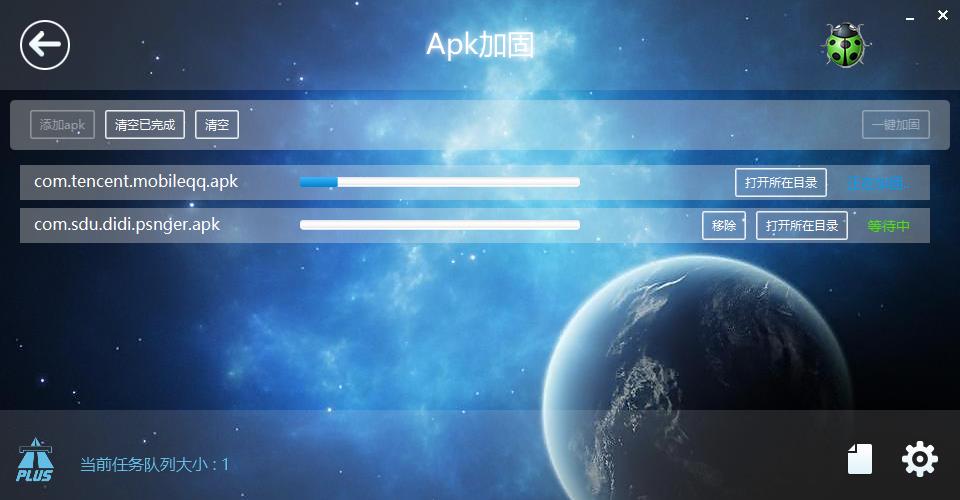 Apk加固
添加apk 清空已完成 清空 一键加固
com.tencent.mobileqq.apk 打开所在目录 正在加固..
com.sdu.didi.psnger.apk 移除 打开所在目录 等待中
PLUS
当前任务队列大小 : 1